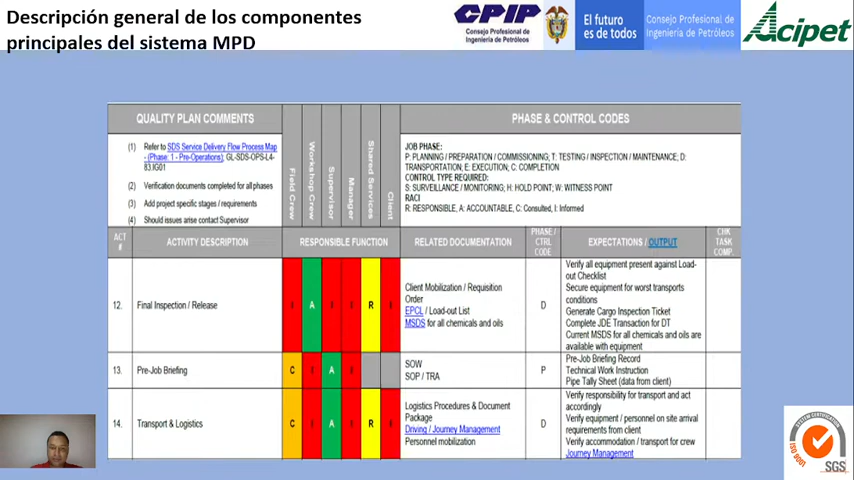 Descripción general de los componentes
principales del sistema MPD
CPIP
Consejo Profesional de
Ingeniería de Petróleos
El futuro
es de todos
Consejo Profesional de
Ingeniería de Petróleos
Acipet
QUALITY PLAN COMMENTS
PHASE & CONTROL CODES
(1) Refer to SDS Service Delivery Flow Process Map
- (Phase: 1 - Pre-Operations); GL-SDS-OPS-L4-
83.IG01
(2) Verification documents completed for all phases
(3) Add project specific stages / requirements
(4) Should issues arise contact Supervisor
Field Crew
Workshop Crew
Supervisor
Manager
Shared Services
Client
JOB PHASE:
P: PLANNING / PREPARATION / COMMISSIONING; T: TESTING / INSPECTION / MAINTENANCE; D:
TRANSPORTATION; E: EXECUTION; C: COMPLETION
CONTROL TYPE REQUIRED:
S: SURVEILLANCE / MONITORING; H: HOLD POINT; W: WITNESS POINT
RACI
R: RESPONSIBLE, A: ACCOUNTABLE, C: Consulted, I: Informed
ACT
#
ACTIVITY DESCRIPTION
RESPONSIBLE FUNCTION
RELATED DOCUMENTATION
PHASE /
CTRL
CODE
EXPECTATIONS / OUTPUT
CHK
TASK
COMP.
12.
Final Inspection / Release
I A I I R I
Client Mobilization / Requisition
Order
EPCL / Load-out List
MSDS for all chemicals and oils
D
Verify all equipment present against Load-
out Checklist
Secure equipment for worst transports
conditions
Generate Cargo Inspection Ticket
Complete JDE Transaction for DT
Current MSDS for all chemicals and oils are
available with equipment
13.
Pre-Job Briefing
C I A I
SOW
SOP / TRA
P
Pre-Job Briefing Record
Technical Work Instruction
Pipe Tally Sheet (data from client)
14.
Transport & Logistics
C I A I R I
Logistics Procedures & Document
Package
Driving / Journey Management
Personnel mobilization
D
Verify responsibility for transport and act
accordingly
Verify equipment / personnel on site arrival
requirements from client
Verify accommodation / transport for crew
Journey Management
SYSTEM CERTIFICATION
ISO 9001
SGS